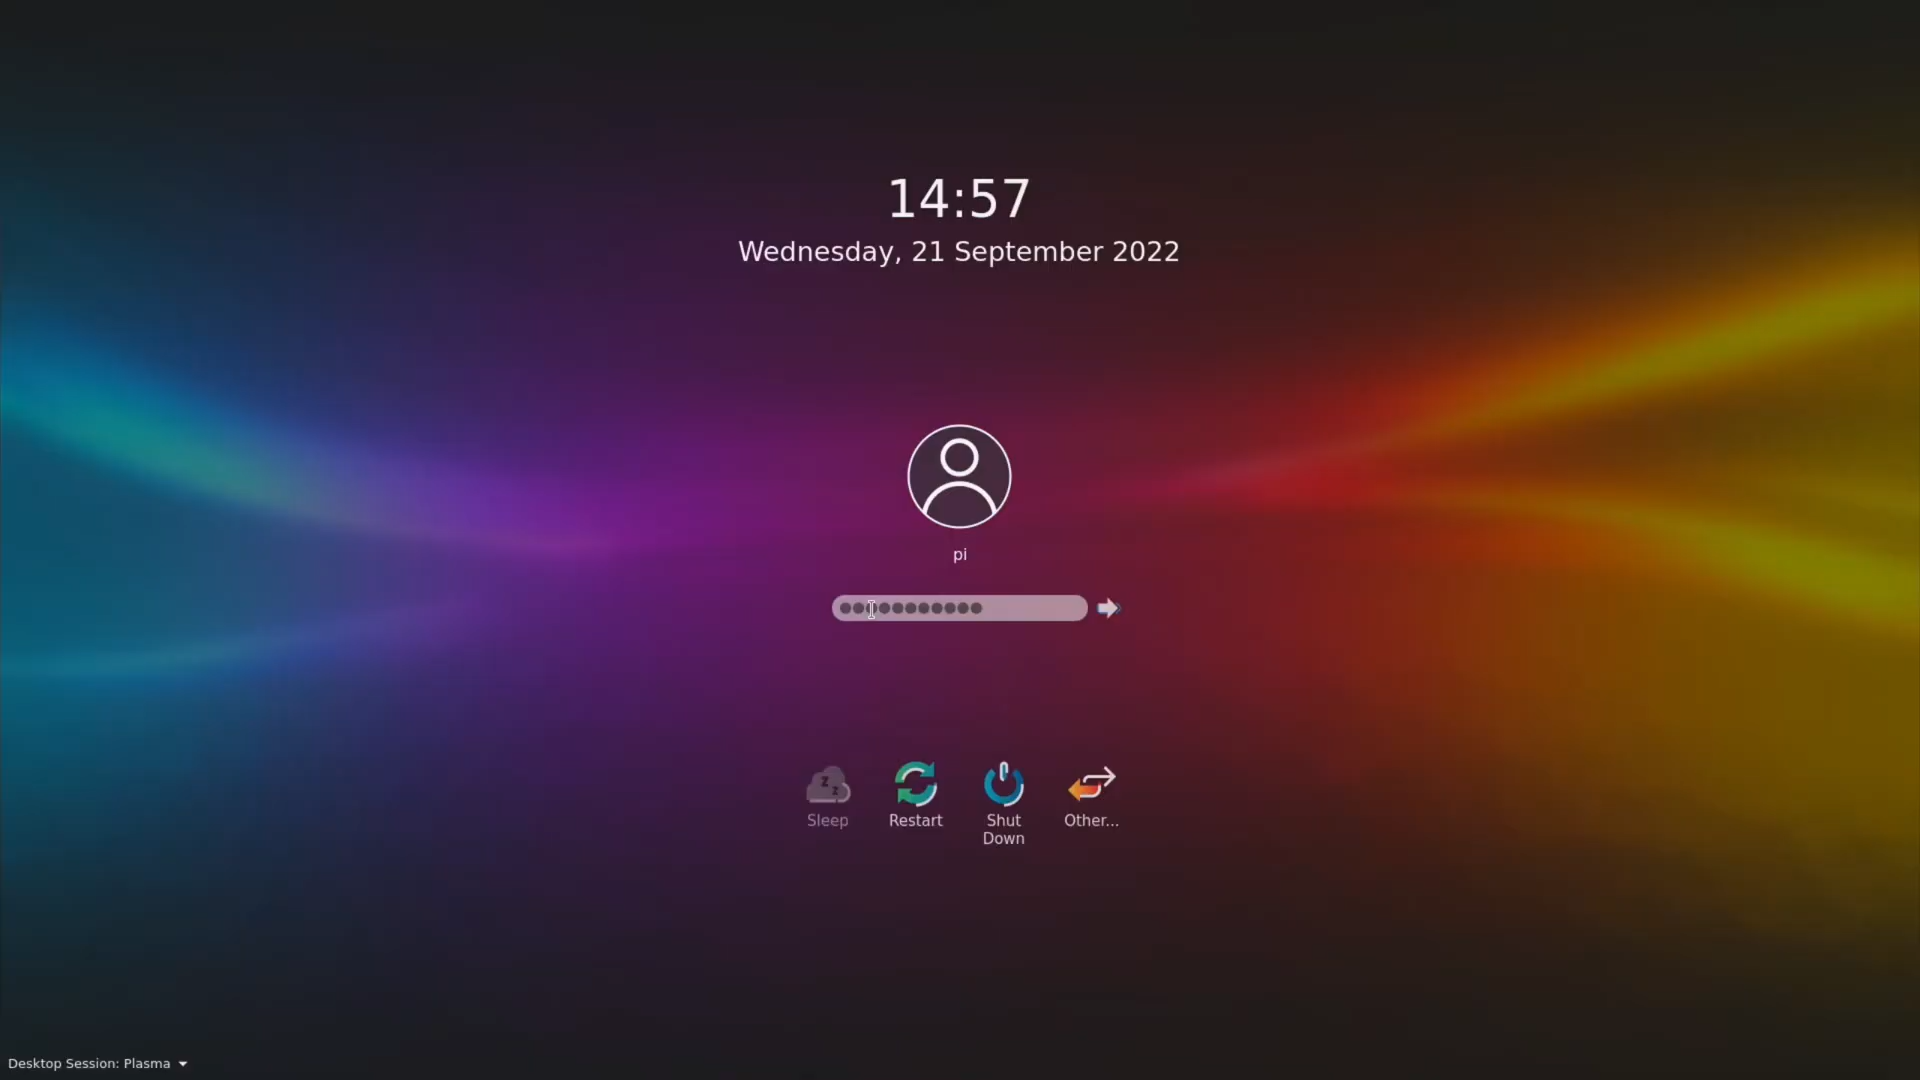 14:57
Wednesday, 21 September 2022
pi
Sleep
Restart
Shut
Down
Other...
Desktop Session: Plasma